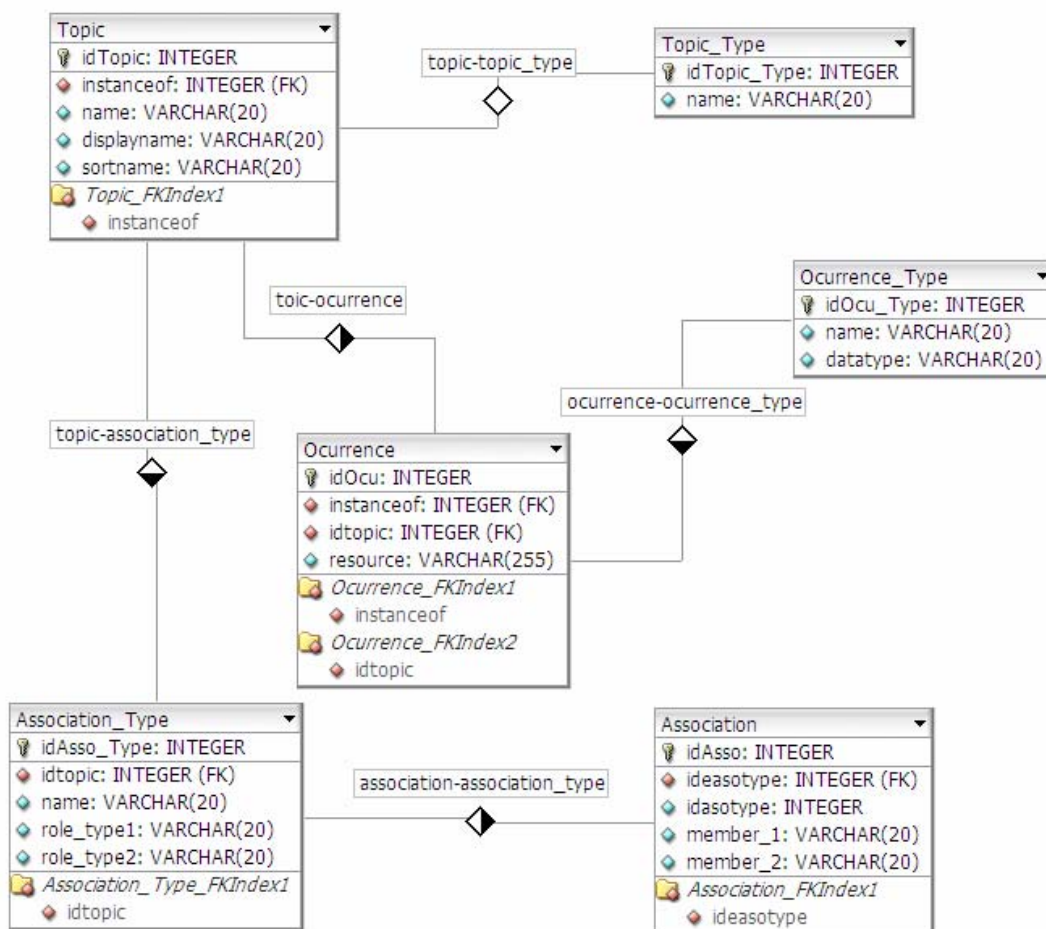 Topic
idTopic: INTEGER
instanceof: INTEGER (FK)
name: VARCHAR(20)
displayname: VARCHAR(20)
sortname: VARCHAR(20)
Topic_FKIndex1
instanceof
topic-topic_type
Topic_Type
idTopic_Type: INTEGER
name: VARCHAR(20)
toic-ocurrence
Ocurrence_Type
idOcu_Type: INTEGER
name: VARCHAR(20)
datatype: VARCHAR(20)
ocurrence-ocurrence_type
topic-association_type
Ocurrence
idOcu: INTEGER
instanceof: INTEGER (FK)
idtopic: INTEGER (FK)
resource: VARCHAR(255)
Ocurrence_FKIndex1
instanceof
Ocurrence_FKIndex2
idtopic
Association_Type
idAsso_Type: INTEGER
idtopic: INTEGER (FK)
name: VARCHAR(20)
role_type1: VARCHAR(20)
role_type2: VARCHAR(20)
Association_Type_FKIndex1
idtopic
association-association_type
Association
idAsso: INTEGER
ideasotype: INTEGER (FK)
idasotype: INTEGER
member_1: VARCHAR(20)
member_2: VARCHAR(20)
Association_FKIndex1
ideasotype